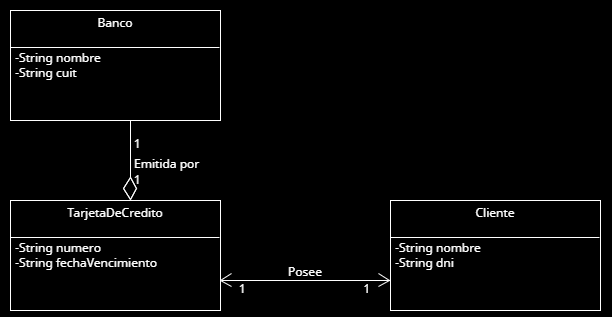 Banco
-String nombre
-String cuit
1
Emitida por
1
TarjetaDeCredito
-String numero
-String fechaVencimiento
Cliente
-String nombre
-String dni
Posee
1
1